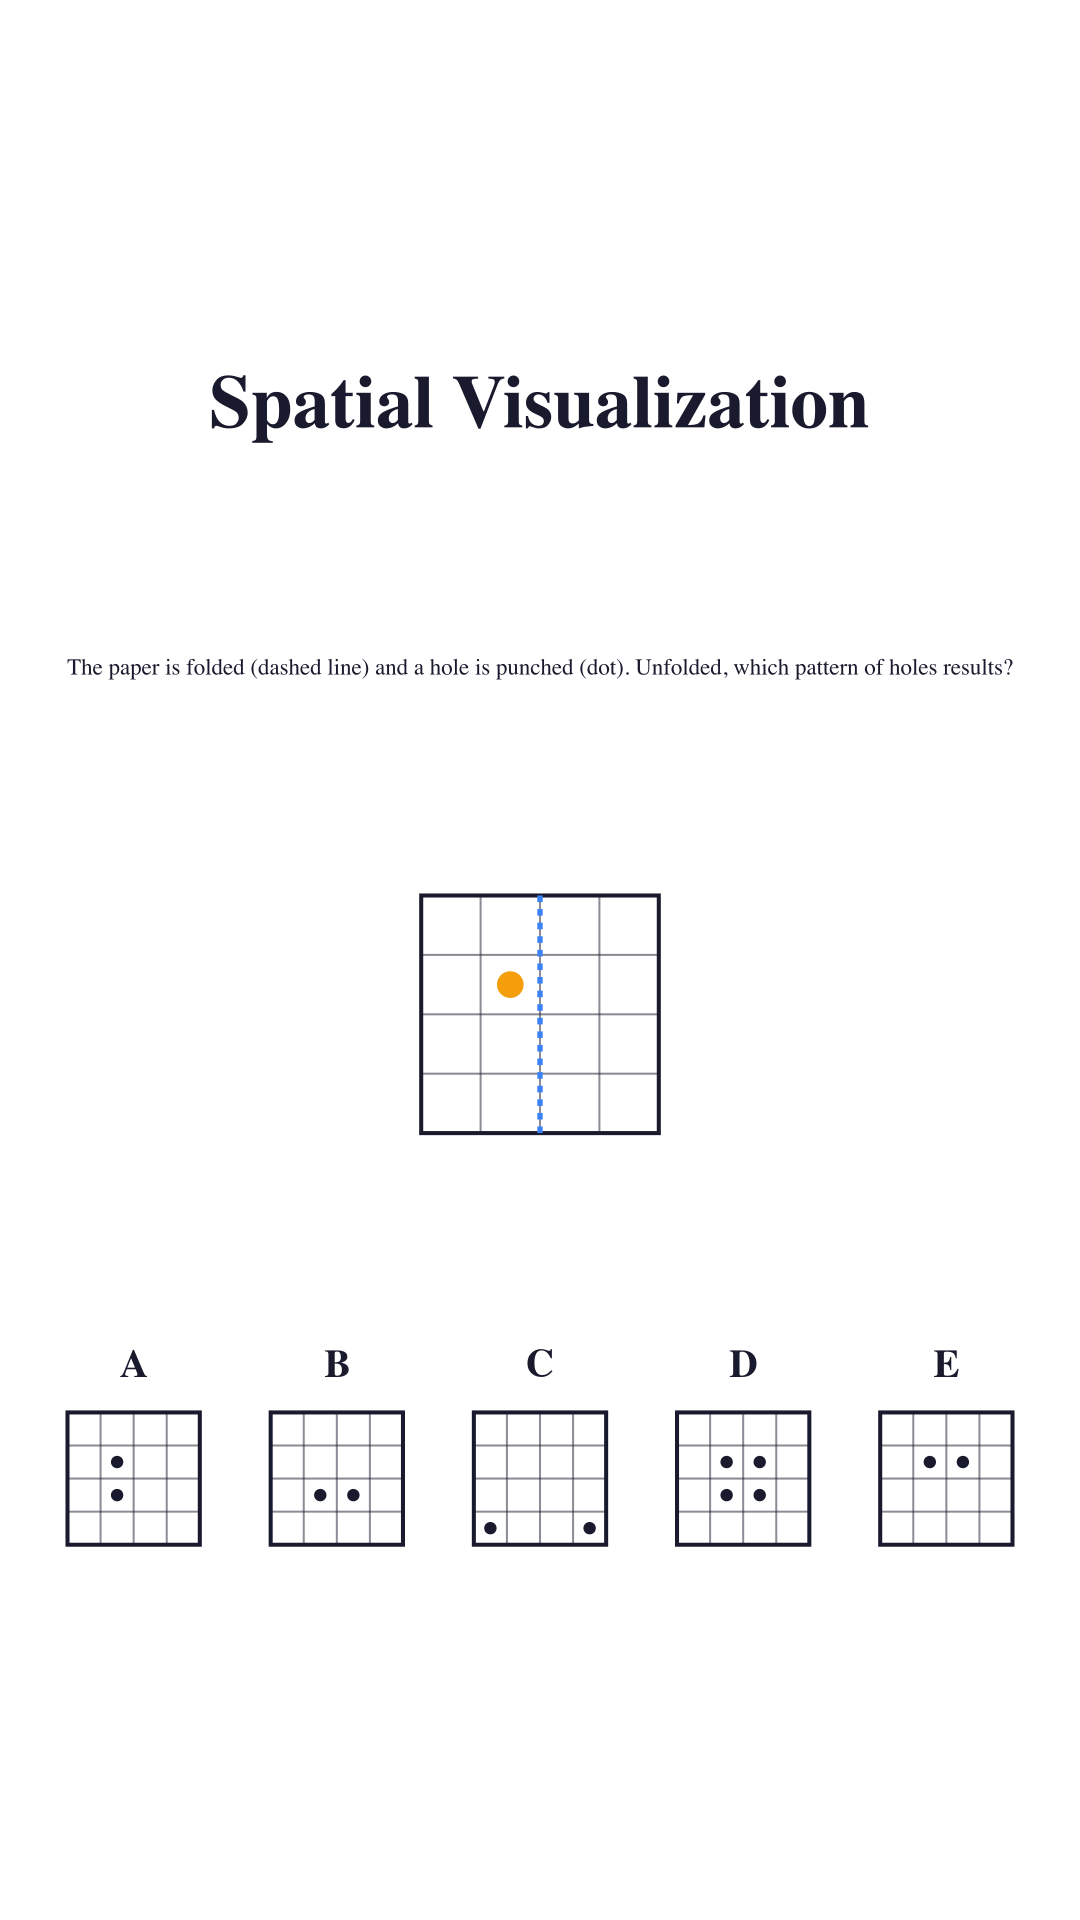 Spatial Visualization
The paper is folded (dashed line) and a hole is punched (dot). Unfolded, which pattern of holes results?
A B C D E